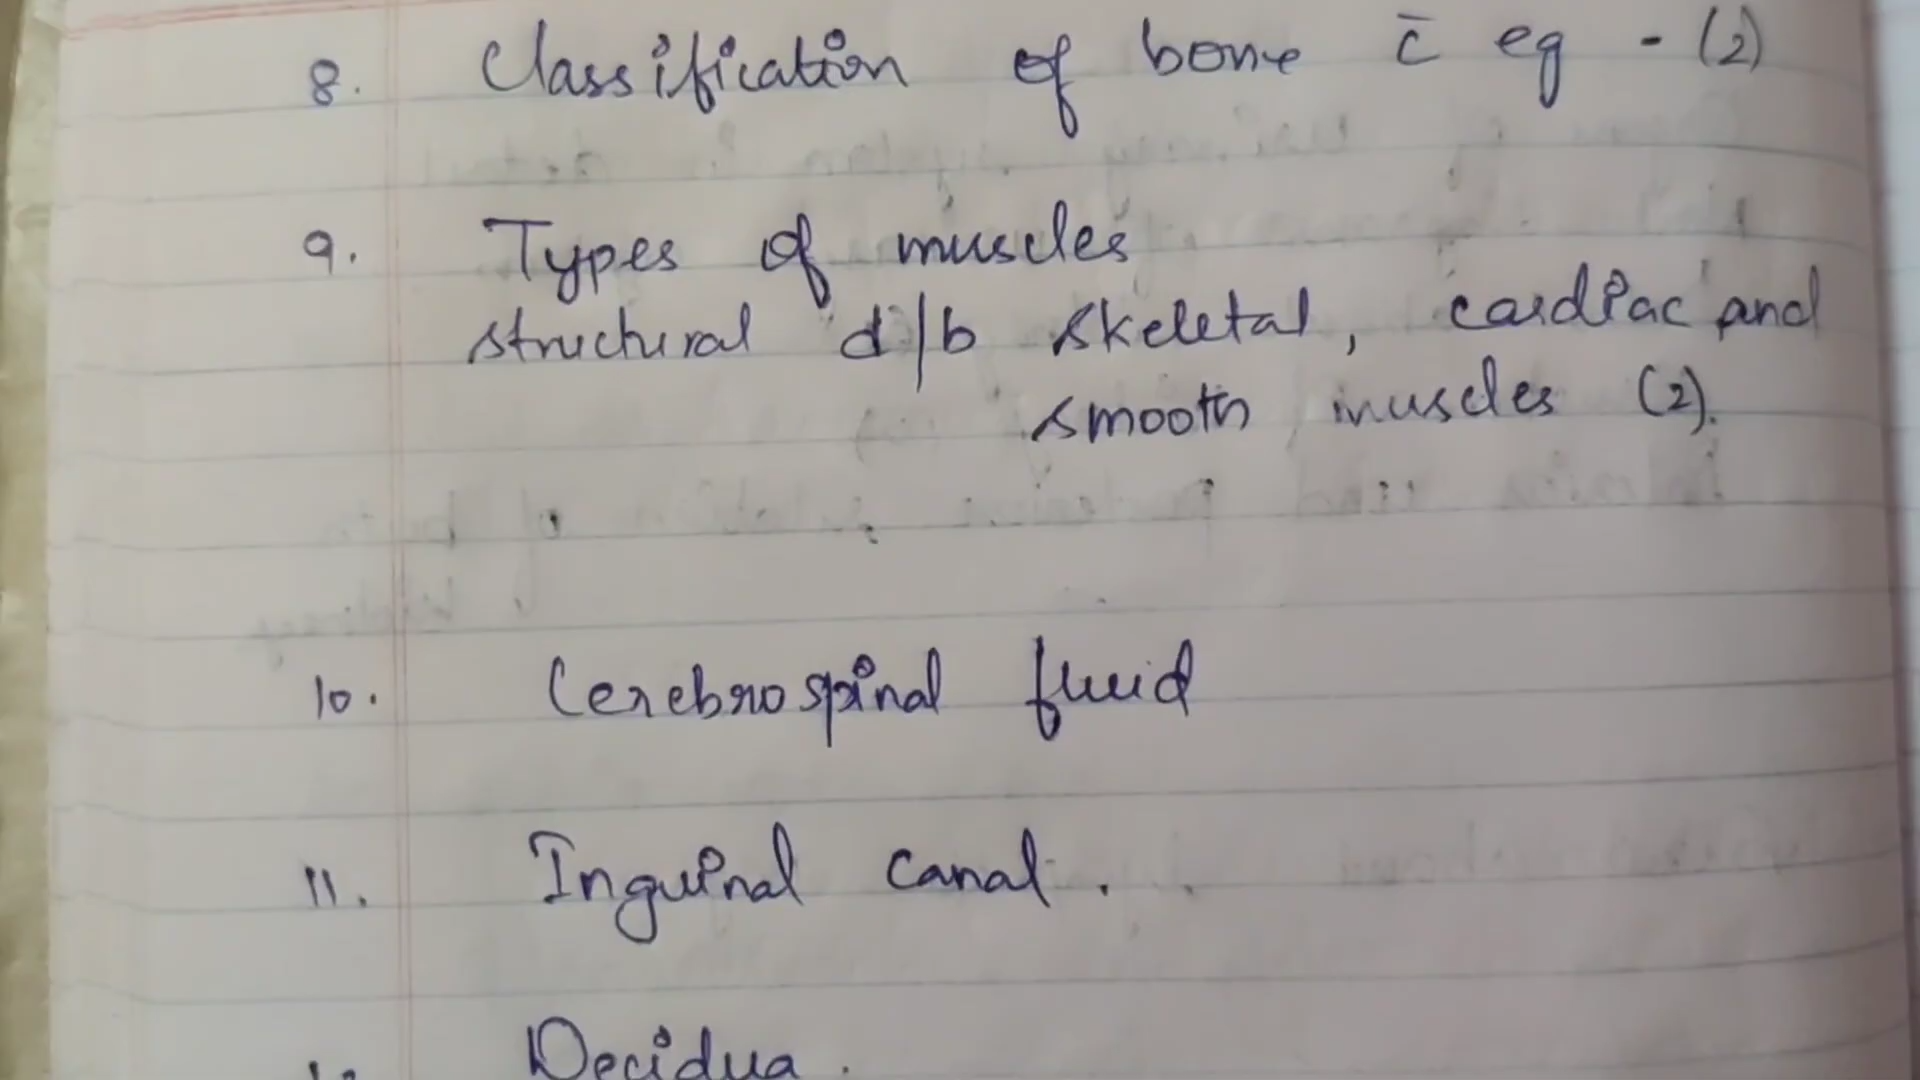 8. Classification of bone c̄ eg - (2)
9. Types of muscles
structural d/b skeletal, cardiac and
smooth muscles (2).
10. Cerebrospinal fluid
11. Inguinal canal.
Decidua.